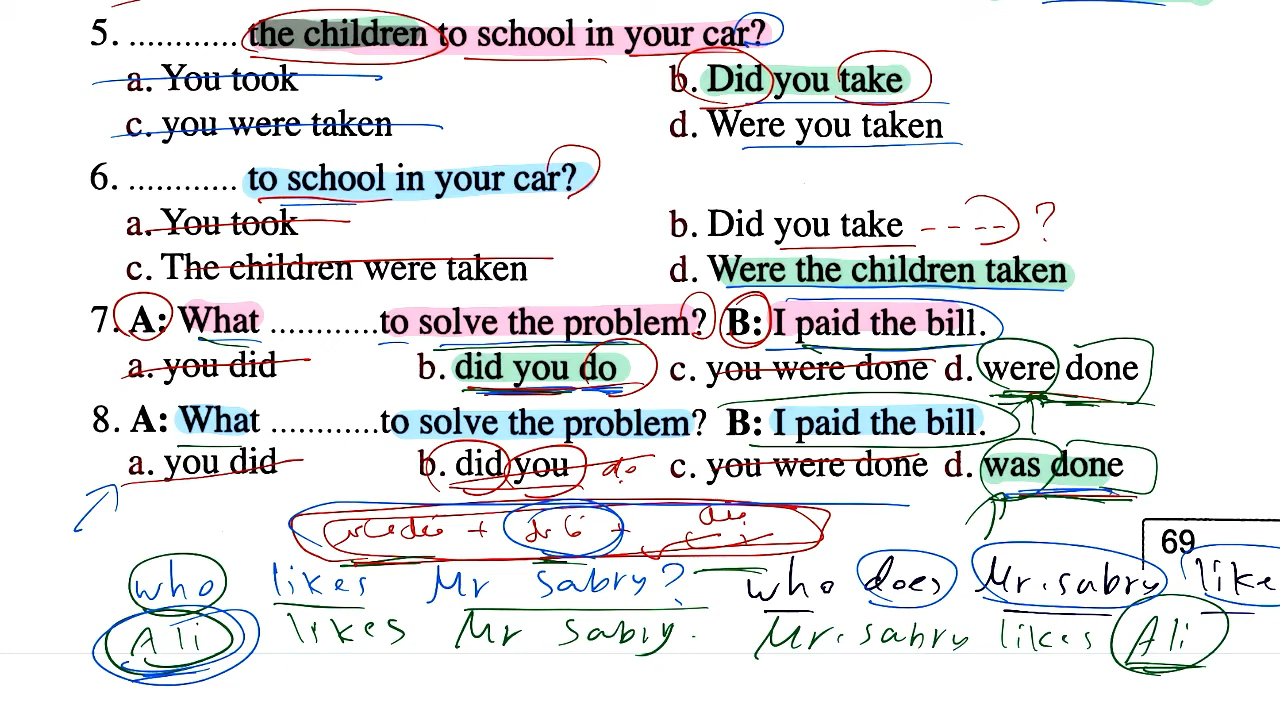 5. ............ the children to school in your car?
a. You took b. Did you take
c. you were taken d. Were you taken
6. ............ to school in your car?
a. You took b. Did you take ----?
c. The children were taken d. Were the children taken
7. A: What ............to solve the problem? B: I paid the bill.
a. you did b. did you do c. you were done d. were done
8. A: What ............to solve the problem? B: I paid the bill.
a. you did b. did you do c. you were done d. was done
+ +
69
who likes Mr sabry? who does Mr. sabry like
Ali likes Mr sabry. Mr. sabry likes Ali